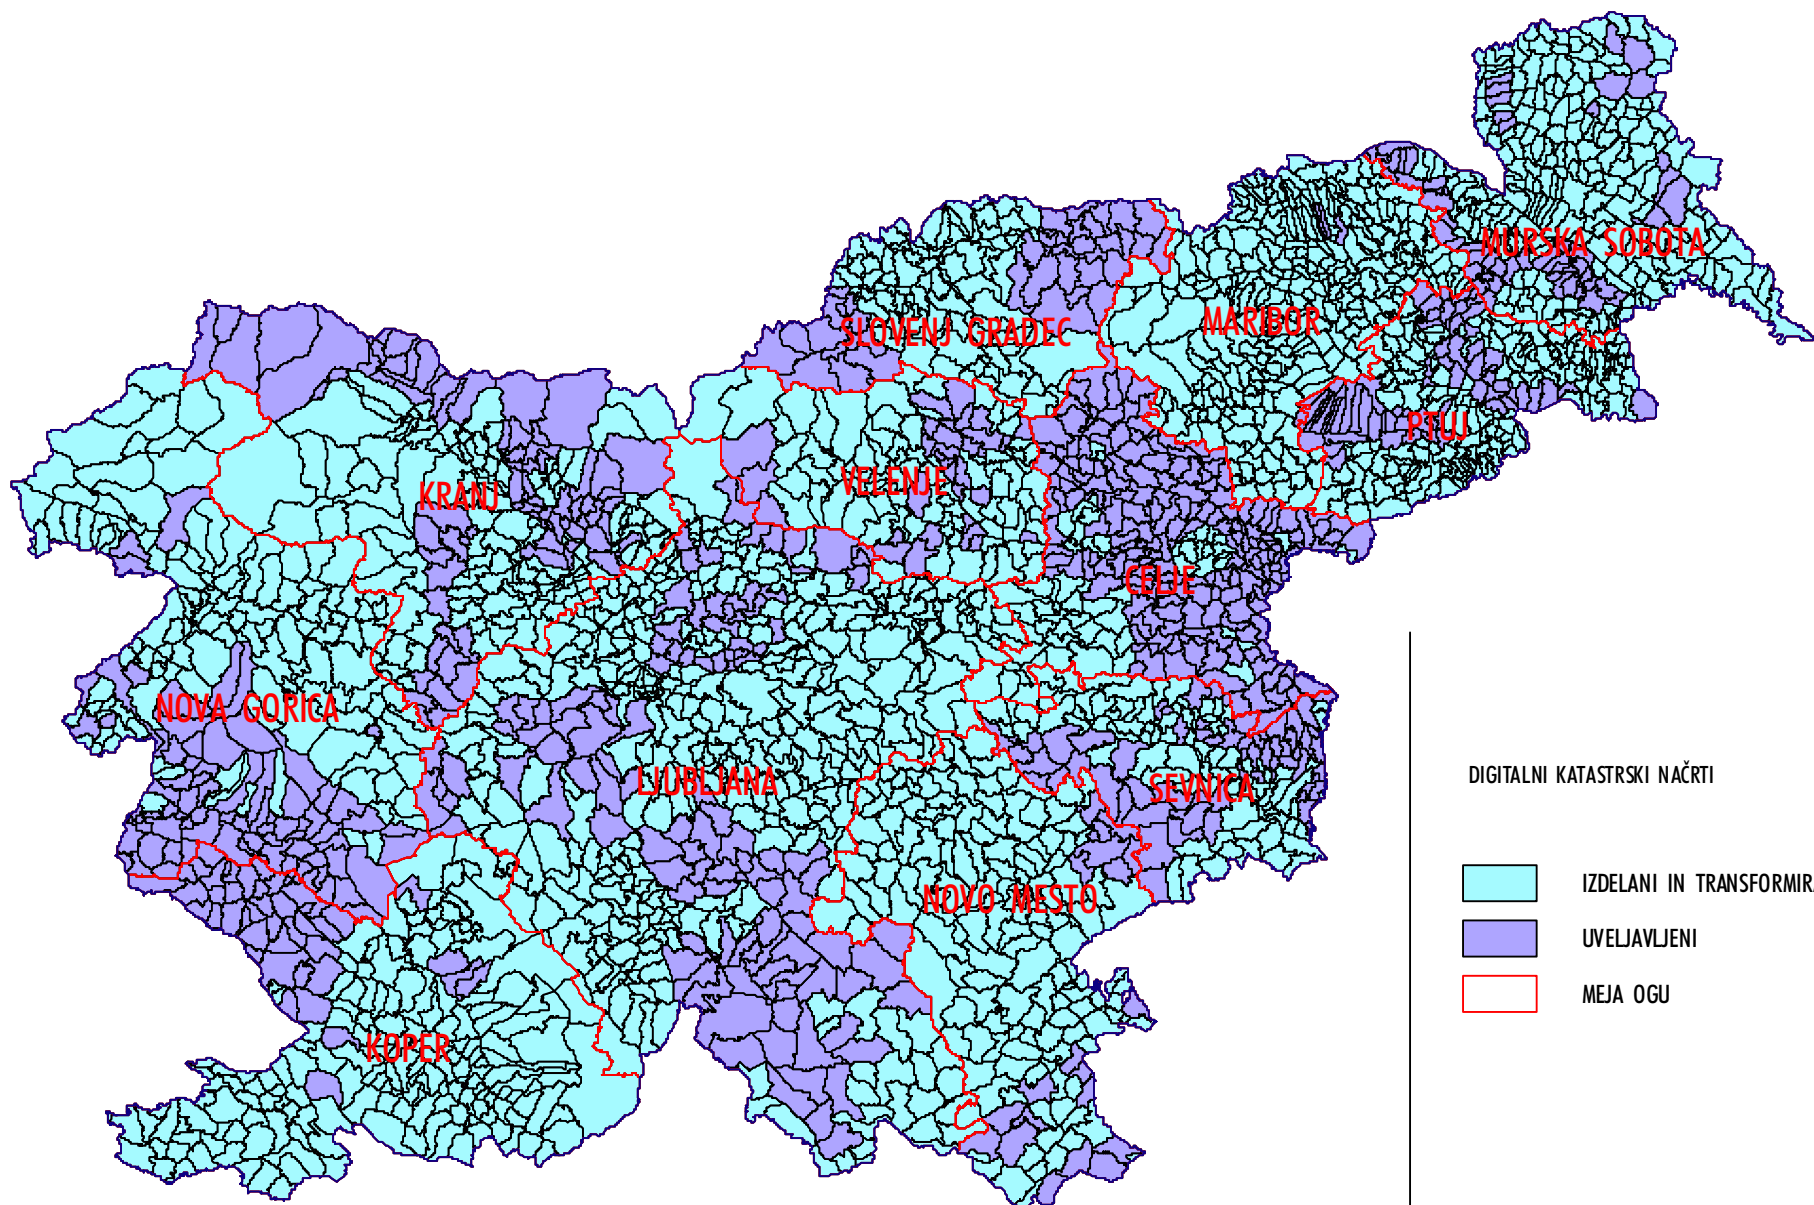 MURSKA SOBOTA
SLOVENJ GRADEC
MARIBOR
PTUJ
KRANJ
VELENJE
CELJE
NOVA GORICA
LJUBLJANA
SEVNICA
NOVO MESTO
KOPER
DIGITALNI KATASTRSKI NAČRTI
IZDELANI IN
UVELJAVLJENI
MEJA OGU